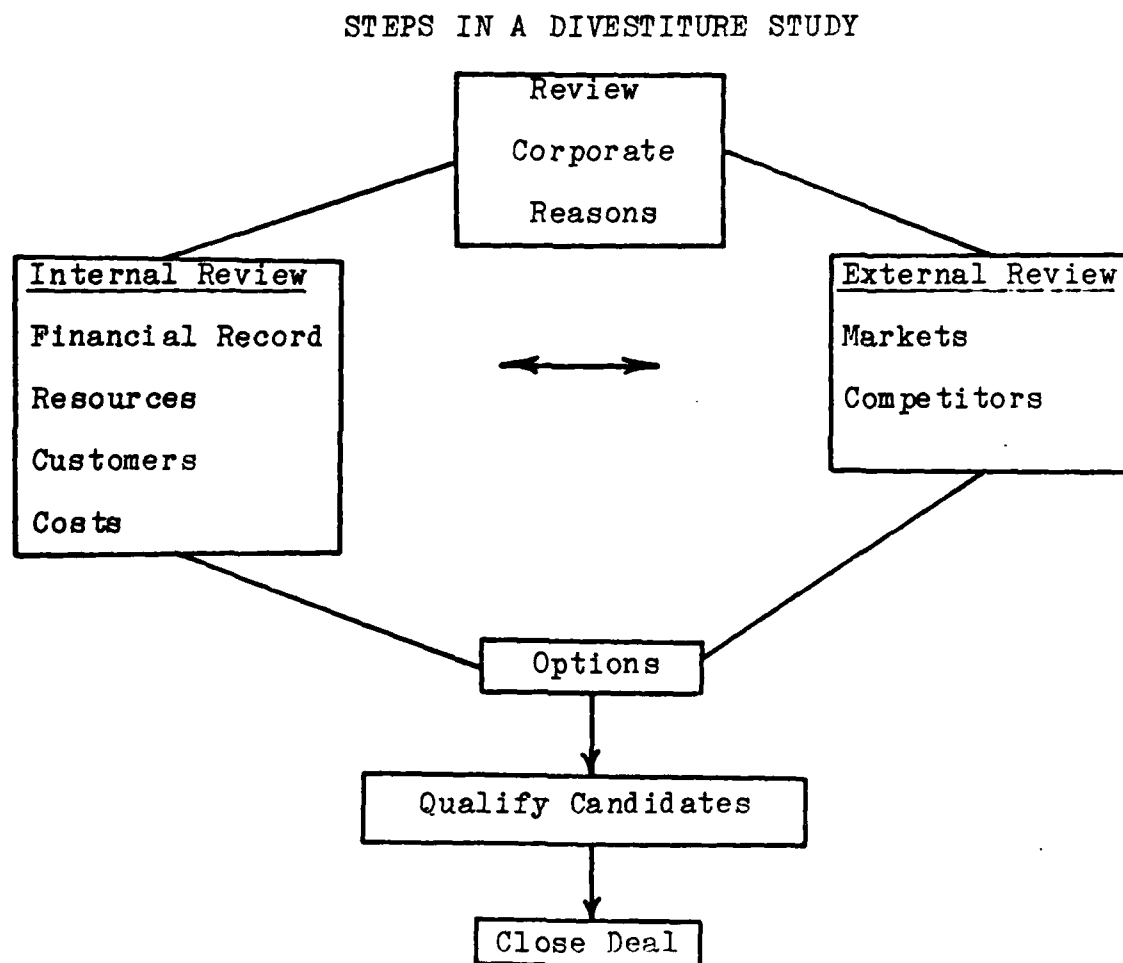 STEPS IN A DIVESTITURE STUDY
Review
Corporate
Reasons
Internal Review
Financial Record
Resources
Customers
Costs
External Review
Markets
Competitors
Options
Qualify Candidates
Close Deal